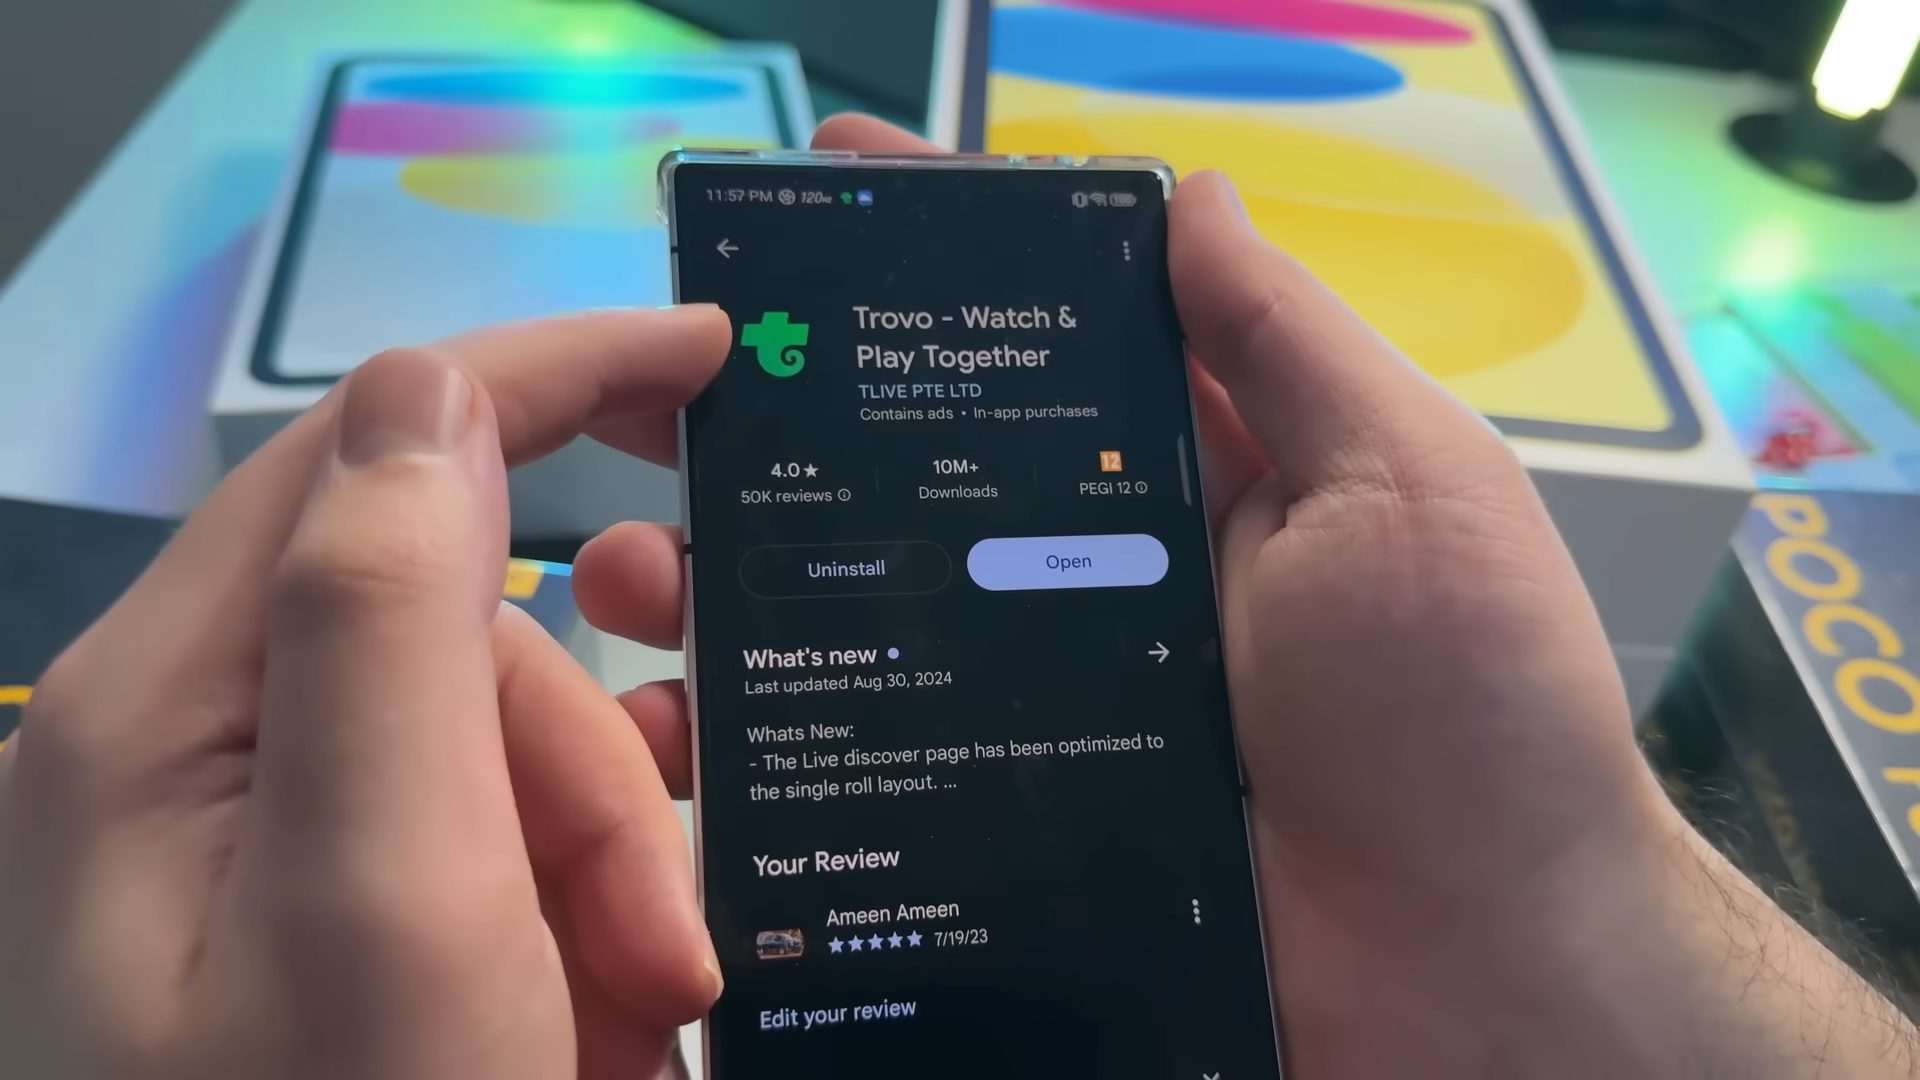 11:57 PM 120Hz 100
Trovo - Watch &
Play Together
TLIVE PTE LTD
Contains ads • In-app purchases
4.0★
50K reviews
10M+
Downloads
12
PEGI 12
Uninstall
Open
What's new
Last updated Aug 30, 2024
Whats New:
- The Live discover page has been optimized to
the single roll layout. ...
Your Review
Ameen Ameen
★★★★★ 7/19/23
Edit your review
POCO